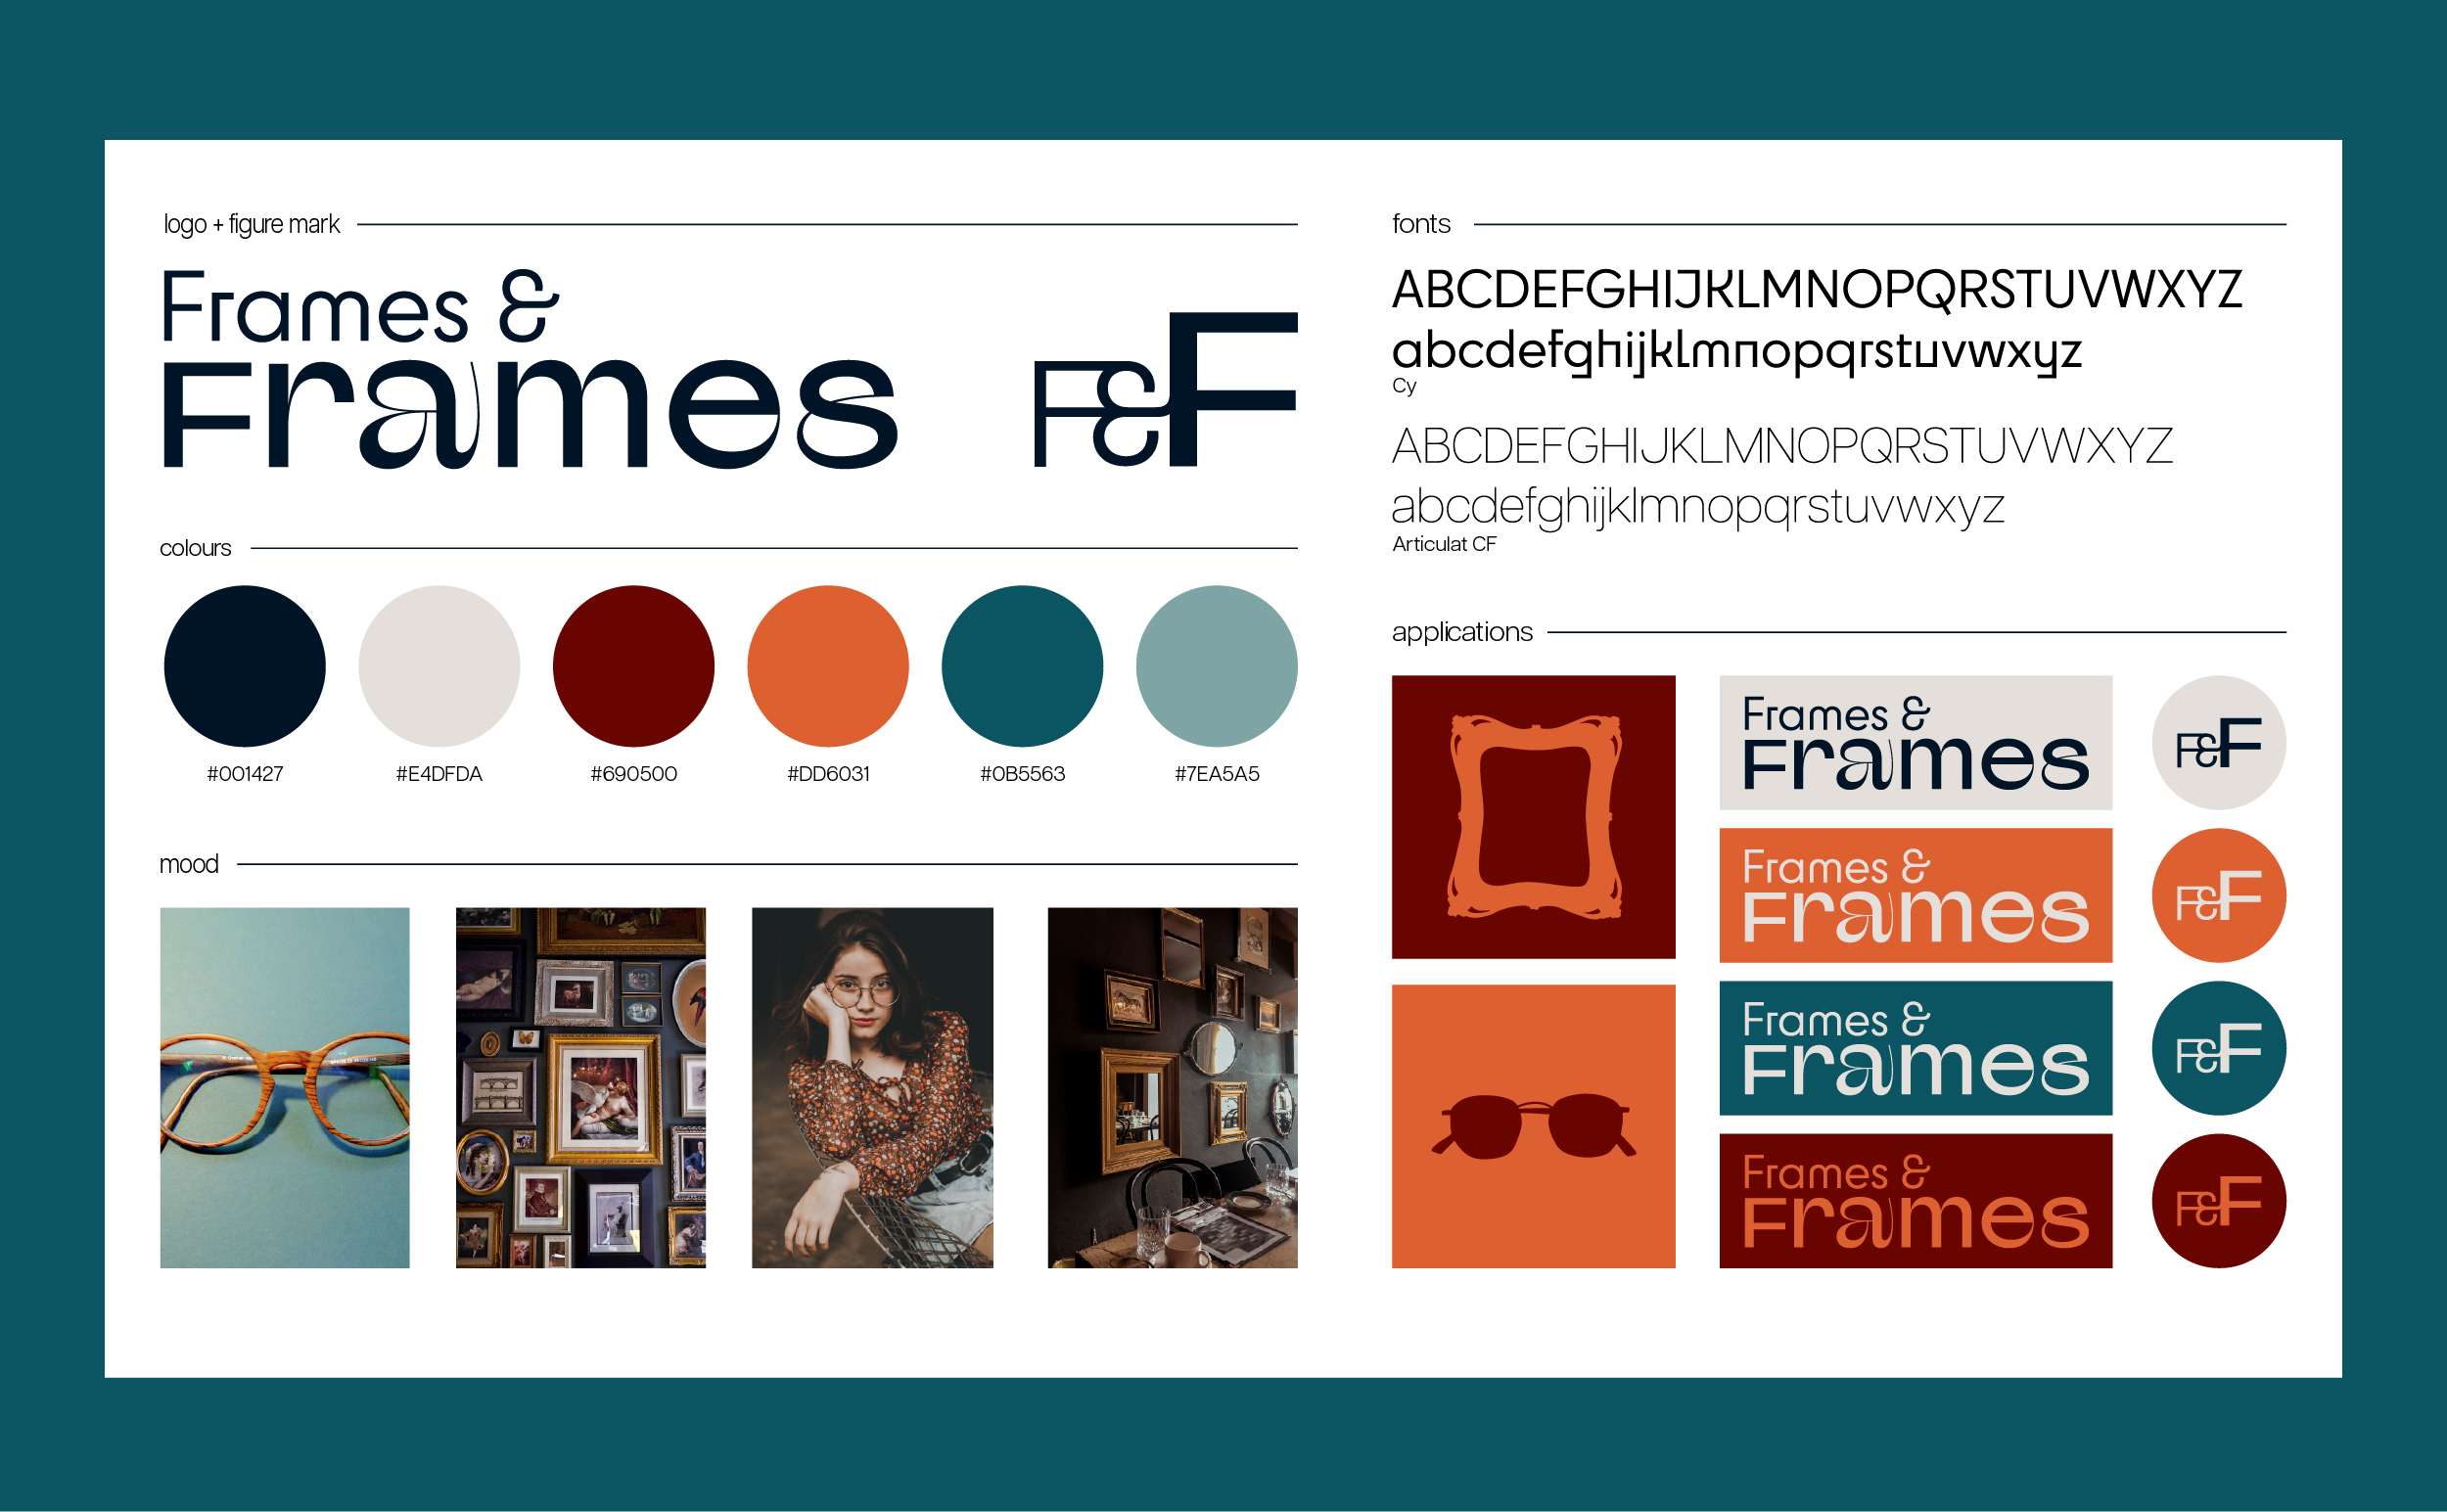 logo + figure mark
Frames &
Frames
F&F
colours
#001427
#E4DFDA
#690500
#DD6031
#0B5563
#7EA5A5
mood
fonts
ABCDEFGHIJKLMNOPQRSTUVWXYZ
abcdefghijklmnopqrstuvwxyz
Cy
ABCDEFGHIJKLMNOPQRSTUVWXYZ
abcdefghijklmnopqrstuvwxyz
Articulat CF
applications
Frames &
Frames
F&F
Frames &
Frames
F&F
Frames &
Frames
F&F
Frames &
Frames
F&F